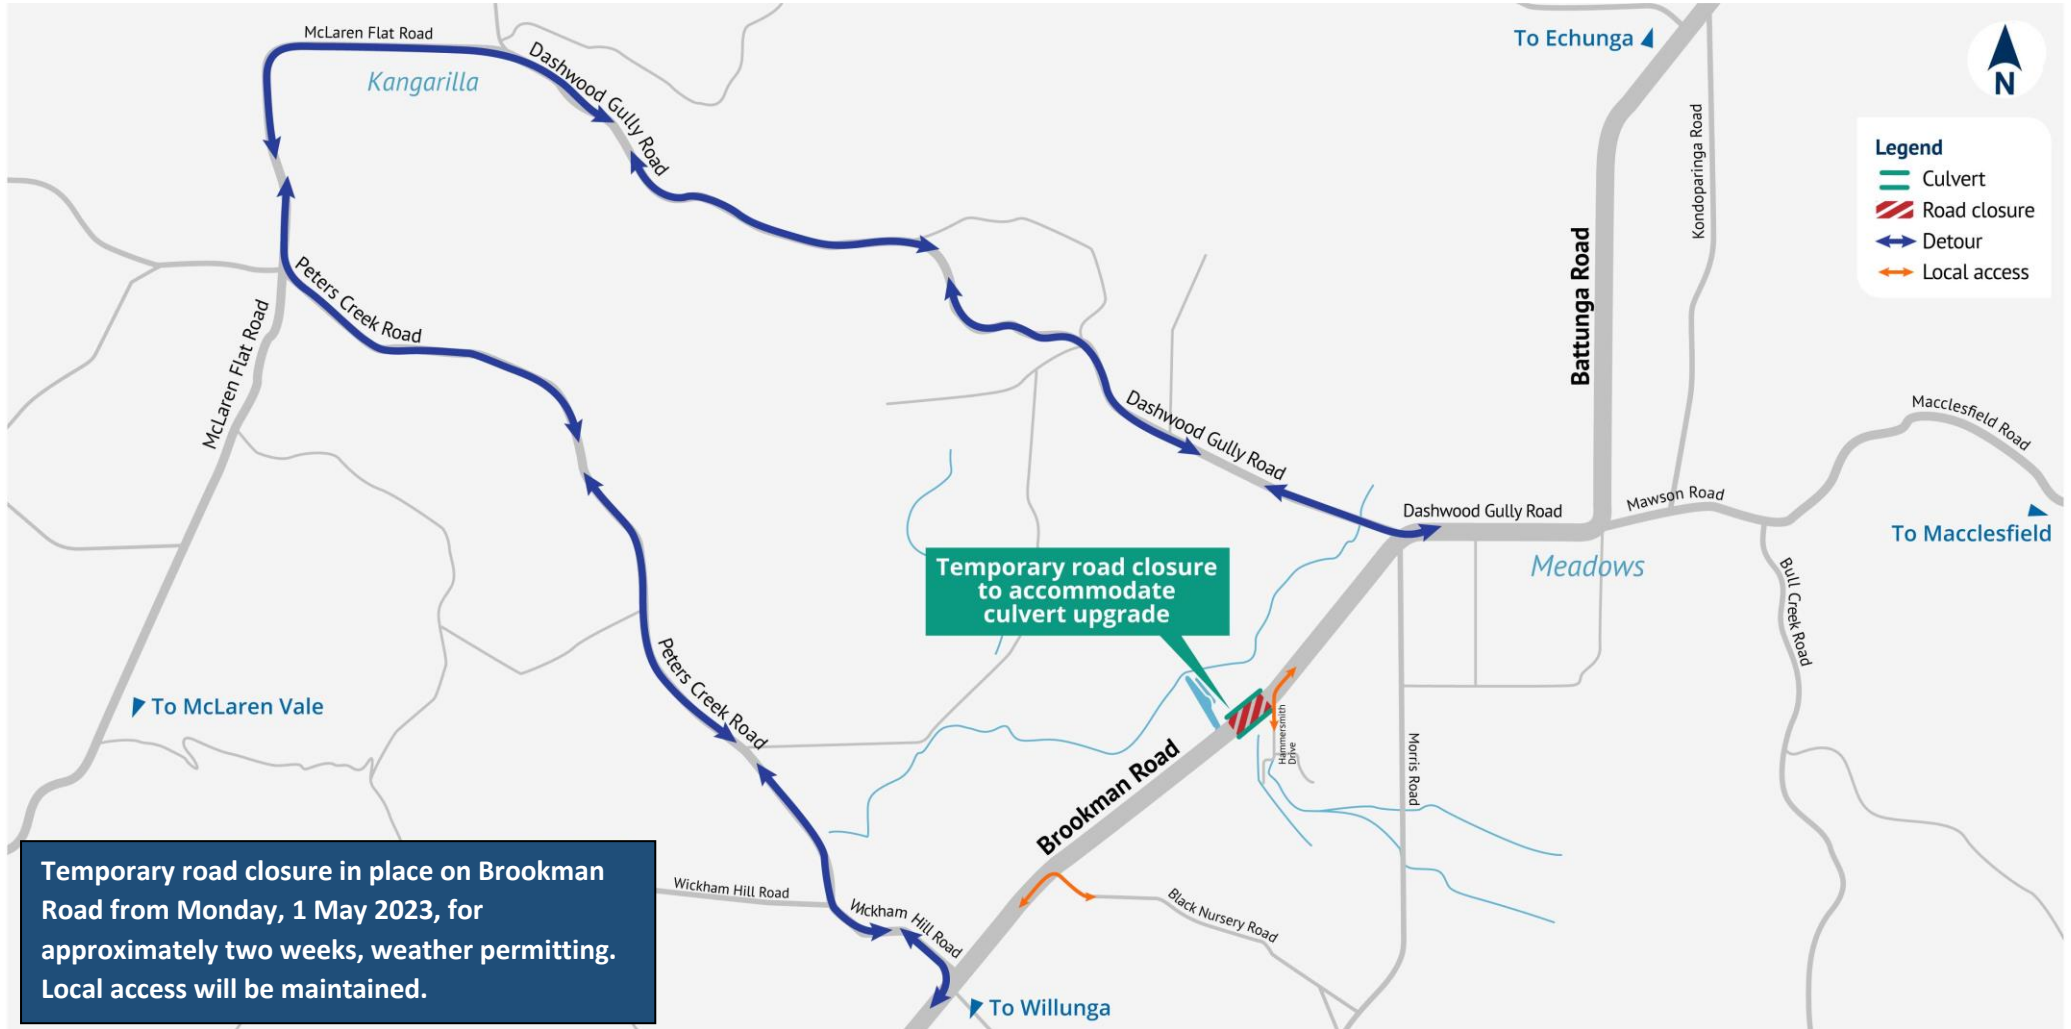 McLaren Flat Road
Kangarilla
Dashwood Gully Road
To Echunga
N
Kondoparinga Road
Legend
Culvert
Road closure
Detour
Local access
Battunga Road
Peters Creek Road
McLaren Flat Road
Dashwood Gully Road
Macclesfield Road
Mawson Road
Dashwood Gully Road
To Macclesfield
Meadows
Temporary road closure
to accommodate
culvert upgrade
Bull Creek Road
Peters Creek Road
To McLaren Vale
Hammersmith
Drive
Morris Road
Brookman Road
Temporary road closure in place on Brookman
Road from Monday, 1 May 2023, for
approximately two weeks, weather permitting.
Local access will be maintained.
Wickham Hill Road
Wickham Hill Road
Black Nursery Road
To Willunga